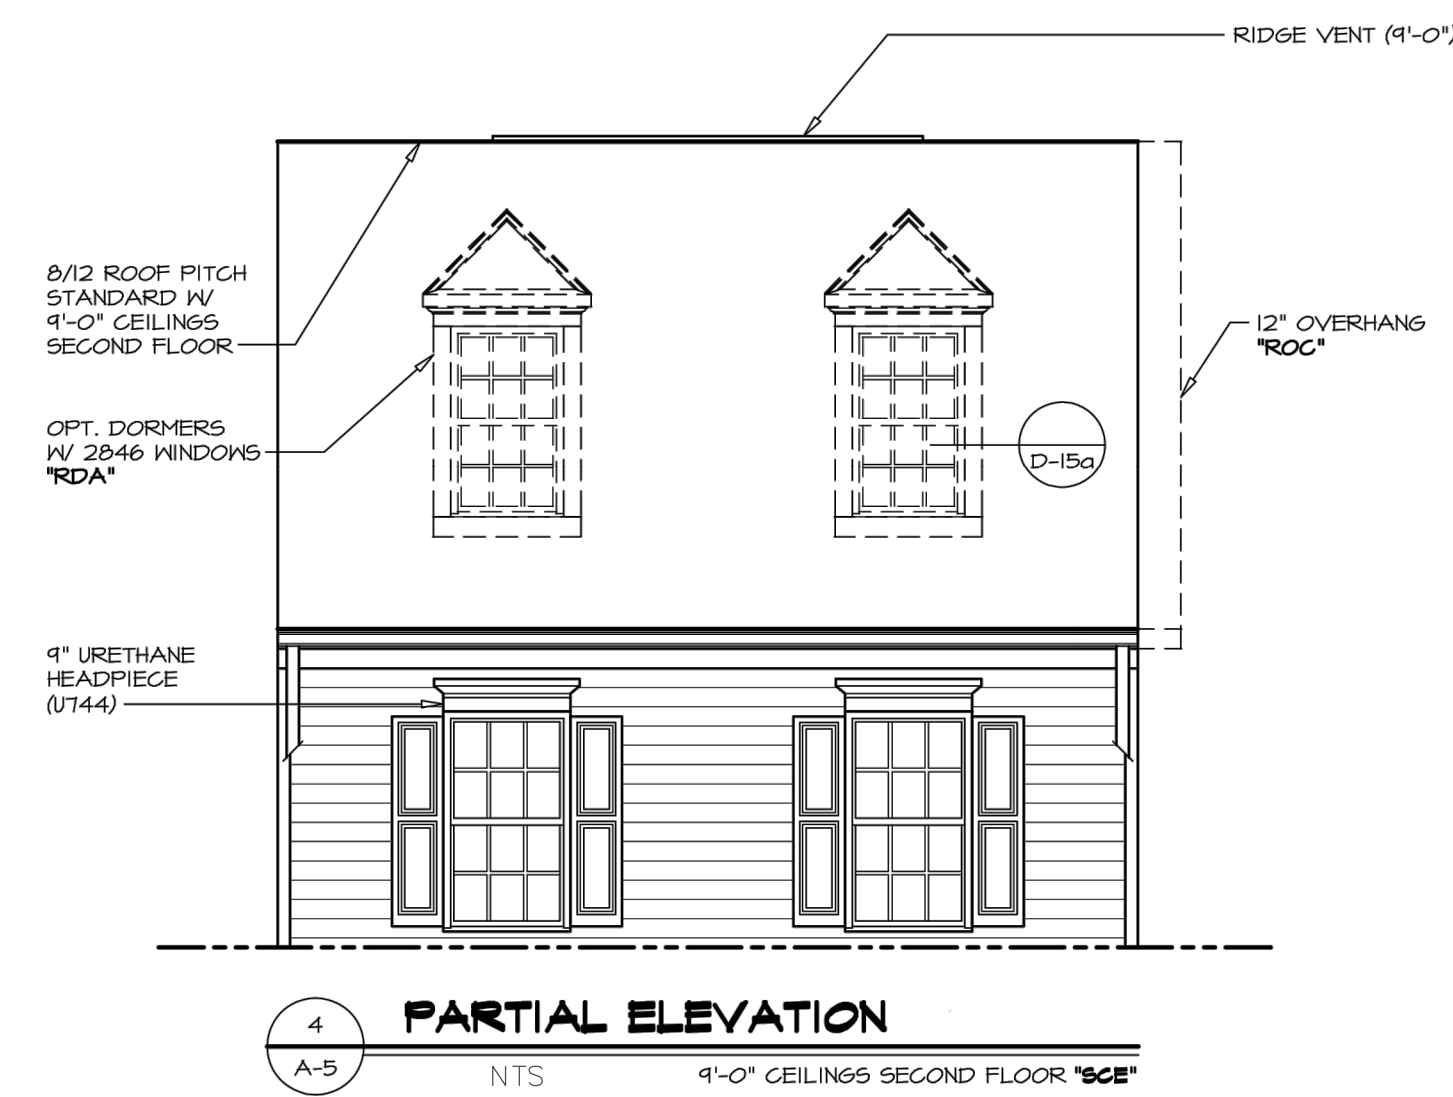 RIDGE VENT (9'-0")
8/12 ROOF PITCH
STANDARD W/
9'-0" CEILINGS
SECOND FLOOR
12" OVERHANG
"ROC"
OPT. DORMERS
W/ 2846 WINDOWS
"RDA"
D-15a
9" URETHANE
HEADPIECE
(U744)
4
PARTIAL ELEVATION
A-5
NTS
9'-0" CEILINGS SECOND FLOOR "SCE"